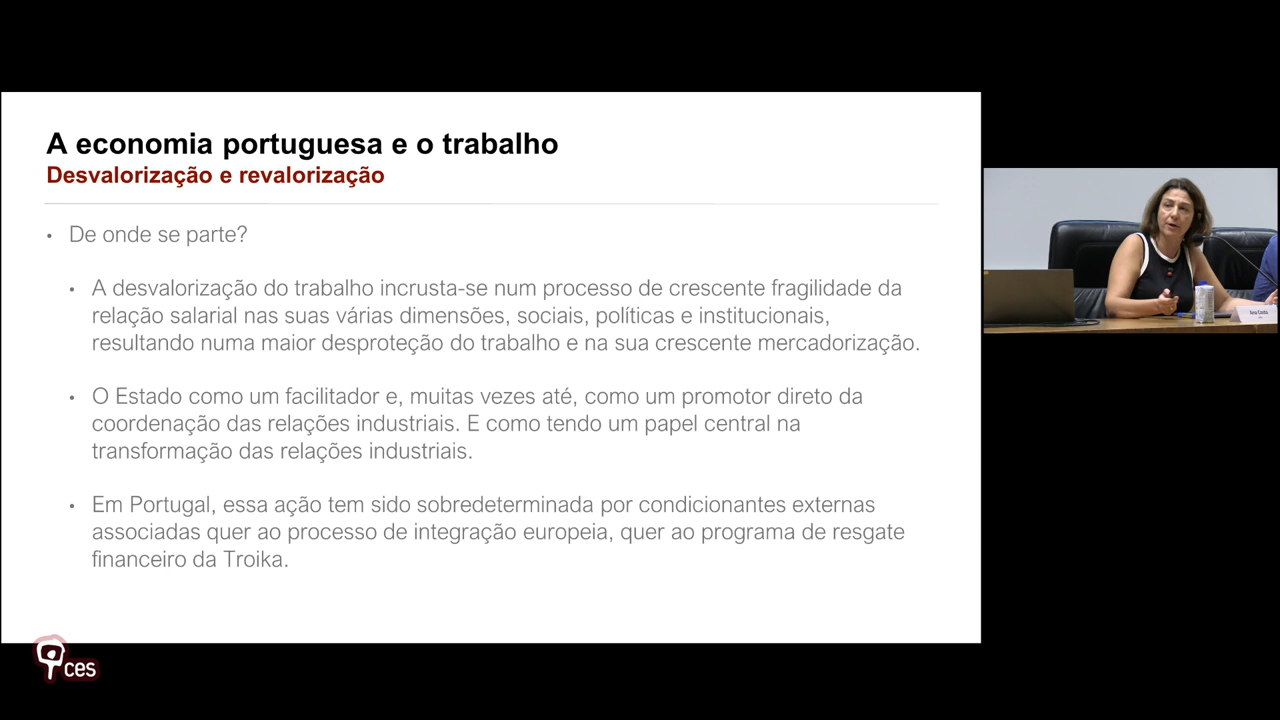 A economia portuguesa e o trabalho
Desvalorização e revalorização
• De onde se parte?
• A desvalorização do trabalho incrusta-se num processo de crescente fragilidade da
relação salarial nas suas várias dimensões, sociais, políticas e institucionais,
resultando numa maior desproteção do trabalho e na sua crescente mercadorização.
• O Estado como um facilitador e, muitas vezes até, como um promotor direto da
coordenação das relações industriais. E como tendo um papel central na
transformação das relações industriais.
• Em Portugal, essa ação tem sido sobredeterminada por condicionantes externas
associadas quer ao processo de integração europeia, quer ao programa de resgate
financeiro da Troika.
Ana Costa
ces